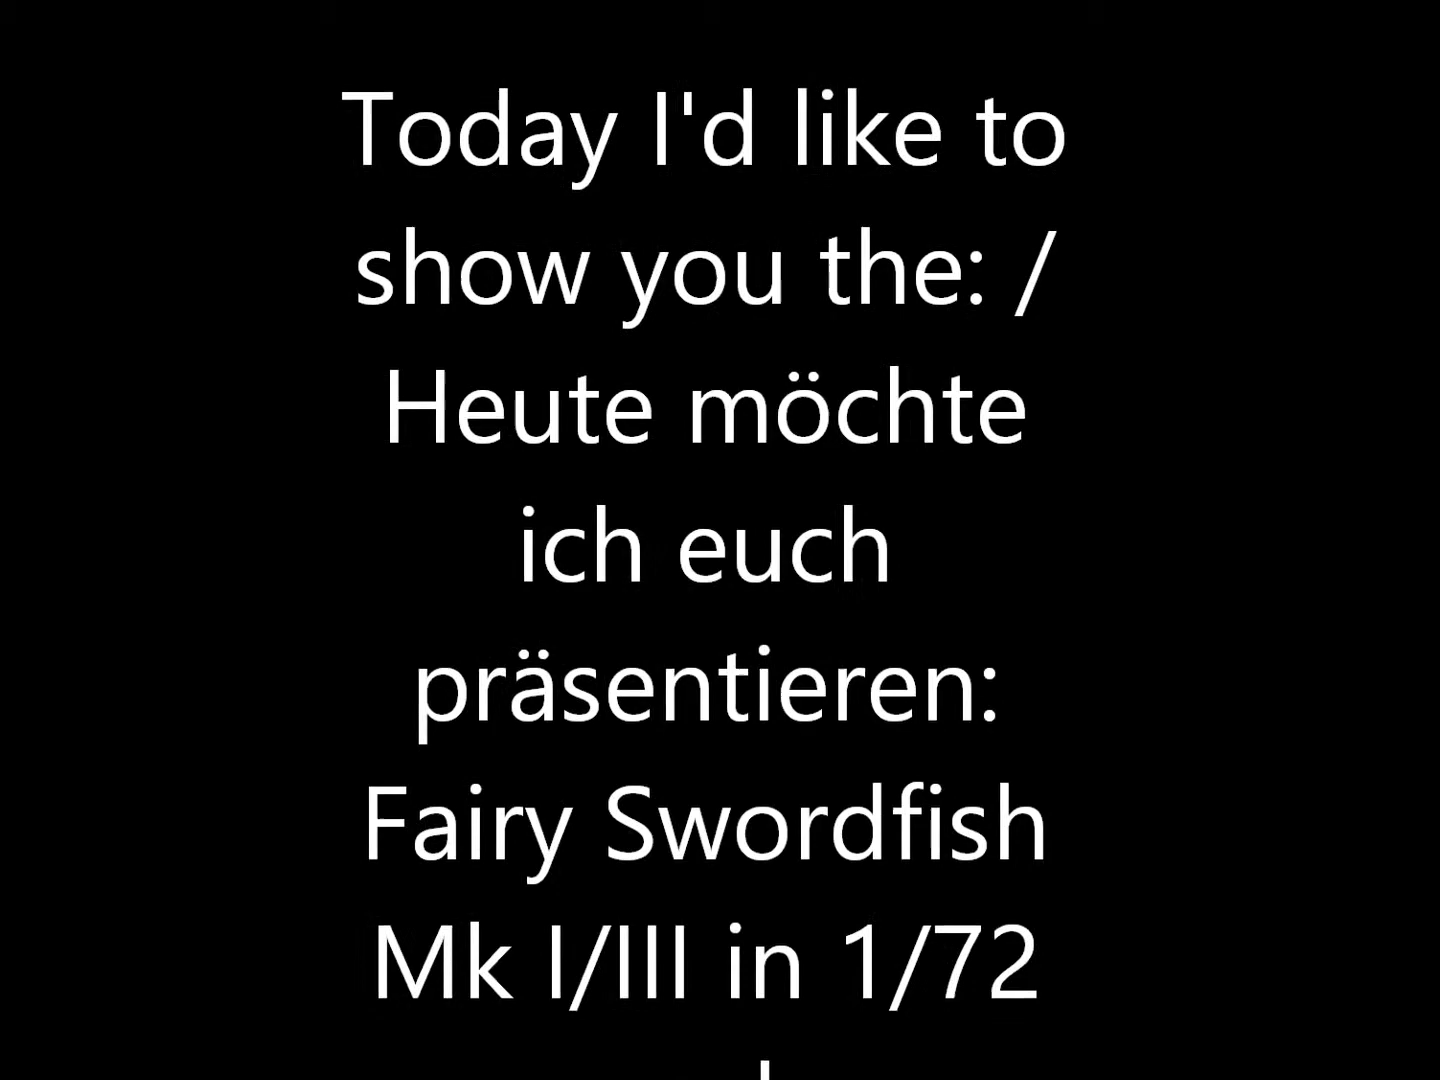 Today I'd like to
show you the: /
Heute möchte
ich euch
präsentieren:
Fairy Swordfish
Mk I/III in 1/72